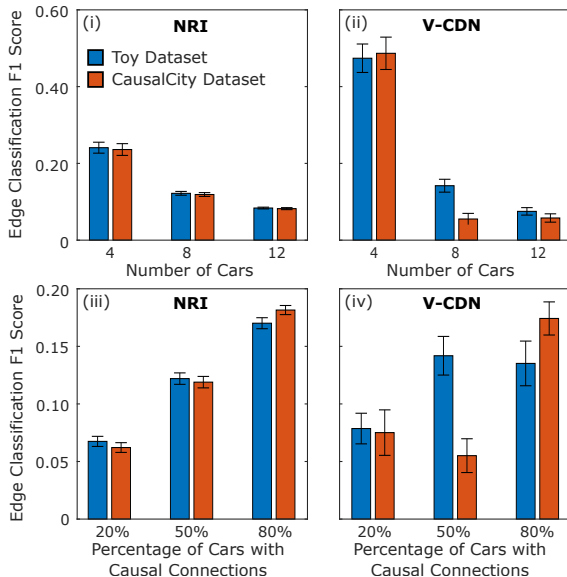 (i) NRI
(ii) V-CDN
Toy Dataset
CausalCity Dataset
Edge Classification F1 Score
0.60
0.40
0.20
0
4 8 12
4 8 12
Number of Cars
Number of Cars
(iii) NRI
(iv) V-CDN
Edge Classification F1 Score
0.20
0.15
0.10
0.05
0
20% 50% 80%
20% 50% 80%
Percentage of Cars with
Causal Connections
Percentage of Cars with
Causal Connections